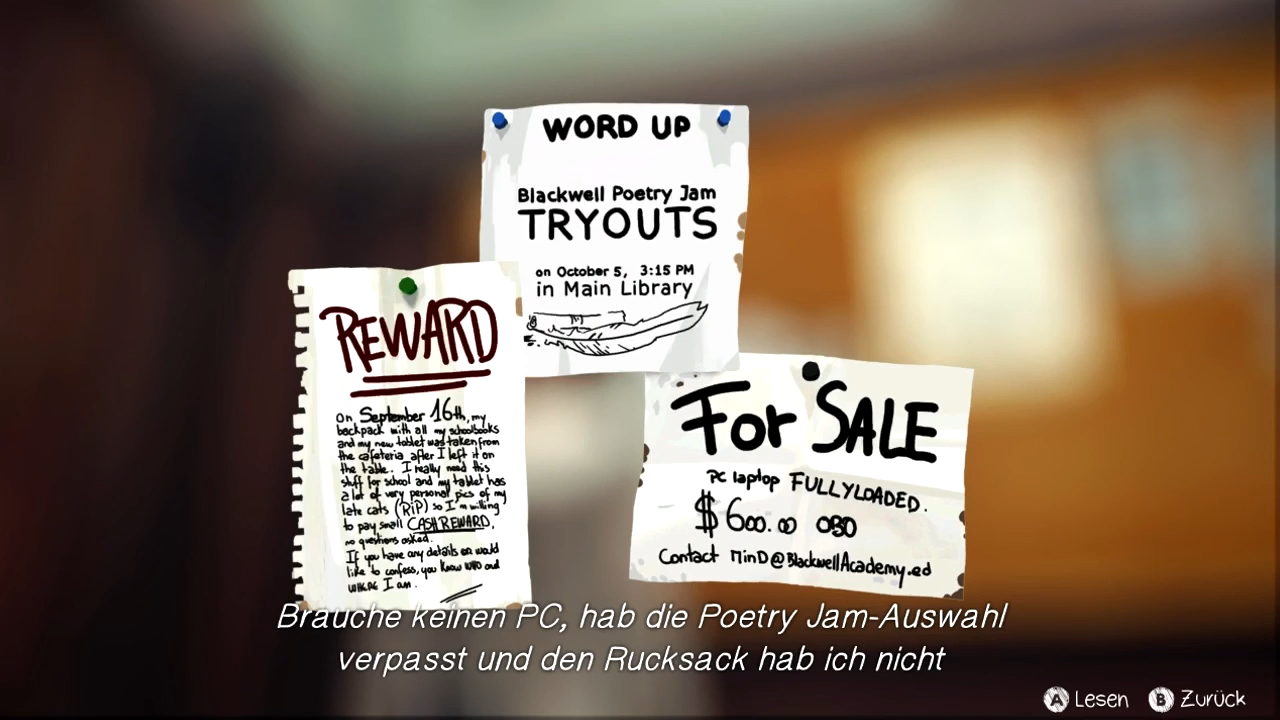 WORD UP
Blackwell Poetry Jam
TRYOUTS
on October 5, 3:15 PM
in Main Library
REWARD
On September 16th, my
backpack with all my schoolbooks
and my new tablet was taken from
the cafeteria after I left it on
the table. I really need this
stuff for school and my tablet has
a lot of very personal pics of my
late cats (RIP) so I'm willing
to pay small CASH REWARD,
no questions asked.
If you have any details or would
like to confess, you know WHO and
WHERE I am.
For SALE
PC laptop FULLYLOADED.
$600.00 OBO
Contact MinD@BlackwellAcademy.ed
Brauche keinen PC, hab die Poetry Jam-Auswahl
verpasst und den Rucksack hab ich nicht
A Lesen B Zurück